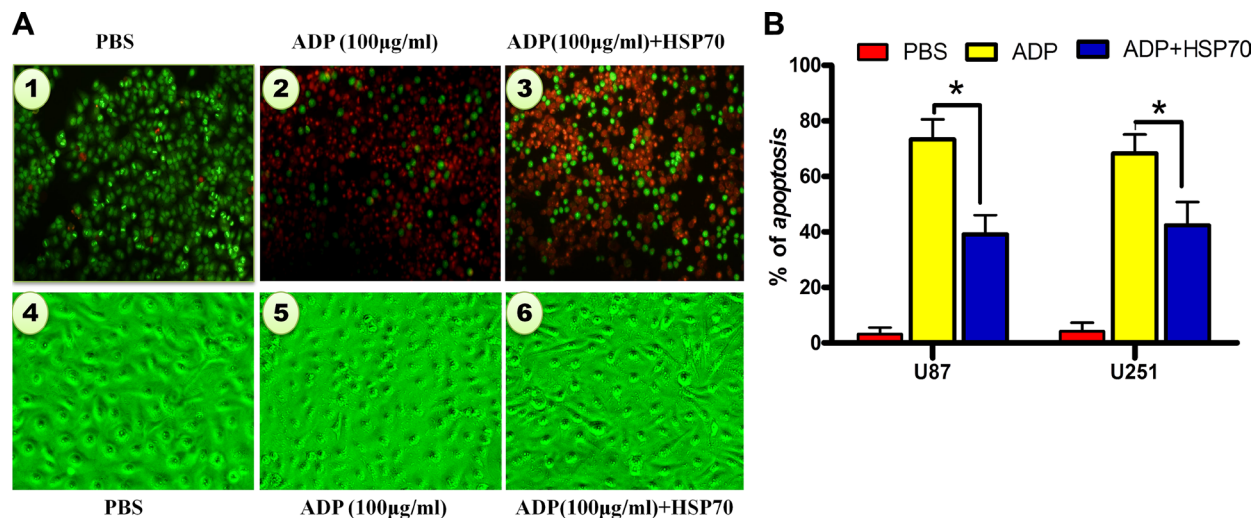 A
PBS
ADP (100μg/ml)
ADP(100μg/ml)+HSP70
1
2
3
4
5
6
PBS
ADP (100μg/ml)
ADP(100μg/ml)+HSP70
B
PBS
ADP
ADP+HSP70
% of apoptosis
100
80
60
40
20
0
*
*
U87
U251